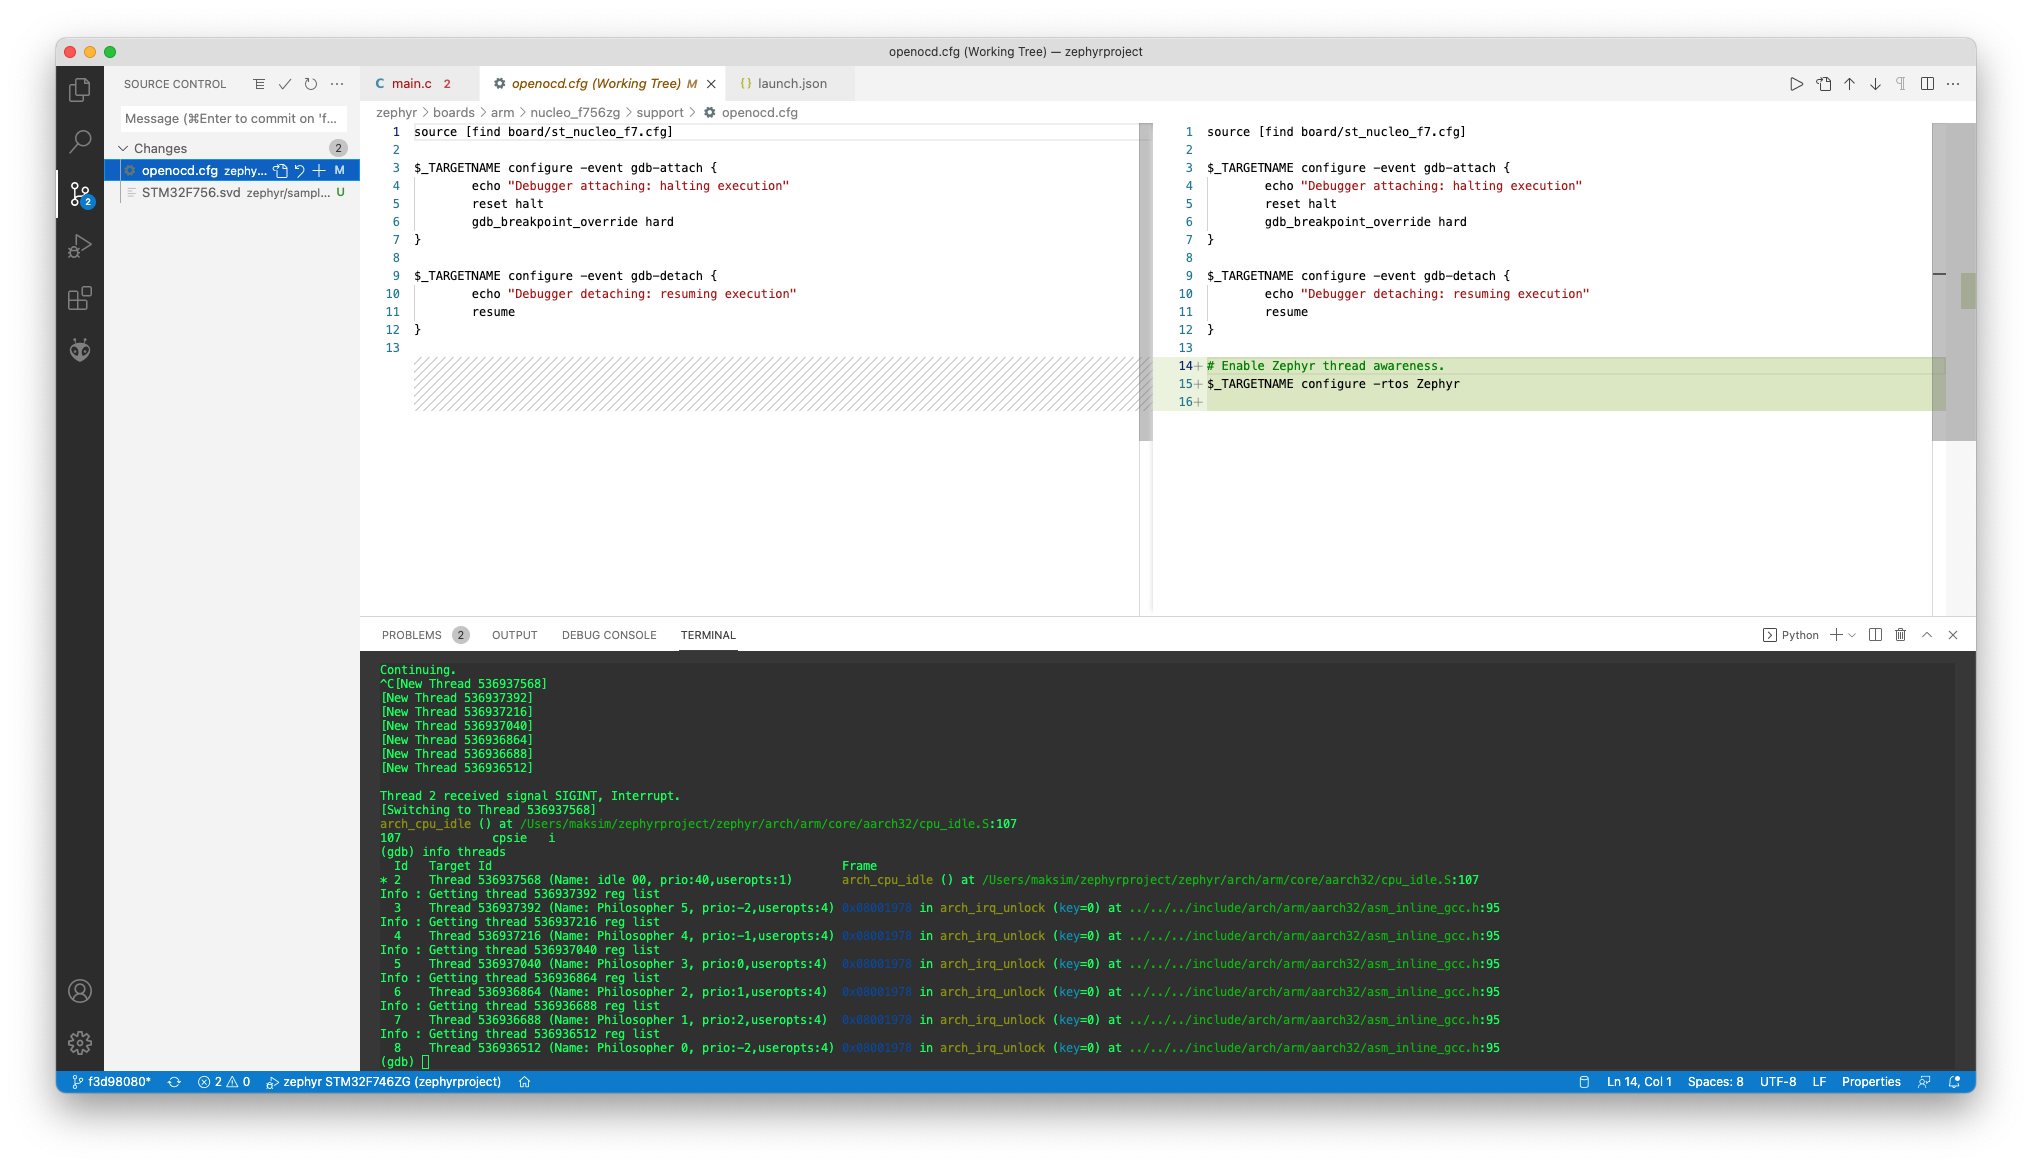 openocd.cfg (Working Tree) — zephyrproject
SOURCE CONTROL
Message (⌘Enter to commit on 'f...
Changes 2
openocd.cfg zephy... M
STM32F756.svd zephyr/sampl... U
2
main.c 2
openocd.cfg (Working Tree) M
launch.json
zephyr > boards > arm > nucleo_f756zg > support > openocd.cfg
1 source [find board/st_nucleo_f7.cfg]
2
3 $_TARGETNAME configure -event gdb-attach {
4 echo "Debugger attaching: halting execution"
5 reset halt
6 gdb_breakpoint_override hard
7 }
8
9 $_TARGETNAME configure -event gdb-detach {
10 echo "Debugger detaching: resuming execution"
11 resume
12 }
13
1 source [find board/st_nucleo_f7.cfg]
2
3 $_TARGETNAME configure -event gdb-attach {
4 echo "Debugger attaching: halting execution"
5 reset halt
6 gdb_breakpoint_override hard
7 }
8
9 $_TARGETNAME configure -event gdb-detach {
10 echo "Debugger detaching: resuming execution"
11 resume
12 }
13
14+ # Enable Zephyr thread awareness.
15+ $_TARGETNAME configure -rtos Zephyr
16+
PROBLEMS 2 OUTPUT DEBUG CONSOLE TERMINAL
Python
Continuing.
^C[New Thread 536937568]
[New Thread 536937392]
[New Thread 536937216]
[New Thread 536937040]
[New Thread 536936864]
[New Thread 536936688]
[New Thread 536936512]
Thread 2 received signal SIGINT, Interrupt.
[Switching to Thread 536937568]
arch_cpu_idle () at /Users/maksim/zephyrproject/zephyr/arch/arm/core/aarch32/cpu_idle.S:107
107 cpsie i
(gdb) info threads
Id Target Id Frame
* 2 Thread 536937568 (Name: idle 00, prio:40,useropts:1) arch_cpu_idle () at /Users/maksim/zephyrproject/zephyr/arch/arm/core/aarch32/cpu_idle.S:107
Info : Getting thread 536937392 reg list
3 Thread 536937392 (Name: Philosopher 5, prio:-2,useropts:4) 0x08001978 in arch_irq_unlock (key=0) at ../../../include/arch/arm/aarch32/asm_inline_gcc.h:95
Info : Getting thread 536937216 reg list
4 Thread 536937216 (Name: Philosopher 4, prio:-1,useropts:4) 0x08001978 in arch_irq_unlock (key=0) at ../../../include/arch/arm/aarch32/asm_inline_gcc.h:95
Info : Getting thread 536937040 reg list
5 Thread 536937040 (Name: Philosopher 3, prio:0,useropts:4) 0x08001978 in arch_irq_unlock (key=0) at ../../../include/arch/arm/aarch32/asm_inline_gcc.h:95
Info : Getting thread 536936864 reg list
6 Thread 536936864 (Name: Philosopher 2, prio:1,useropts:4) 0x08001978 in arch_irq_unlock (key=0) at ../../../include/arch/arm/aarch32/asm_inline_gcc.h:95
Info : Getting thread 536936688 reg list
7 Thread 536936688 (Name: Philosopher 1, prio:2,useropts:4) 0x08001978 in arch_irq_unlock (key=0) at ../../../include/arch/arm/aarch32/asm_inline_gcc.h:95
Info : Getting thread 536936512 reg list
8 Thread 536936512 (Name: Philosopher 0, prio:-2,useropts:4) 0x08001978 in arch_irq_unlock (key=0) at ../../../include/arch/arm/aarch32/asm_inline_gcc.h:95
(gdb)
f3d98080* 2 0 zephyr STM32F746ZG (zephyrproject)
Ln 14, Col 1 Spaces: 8 UTF-8 LF Properties